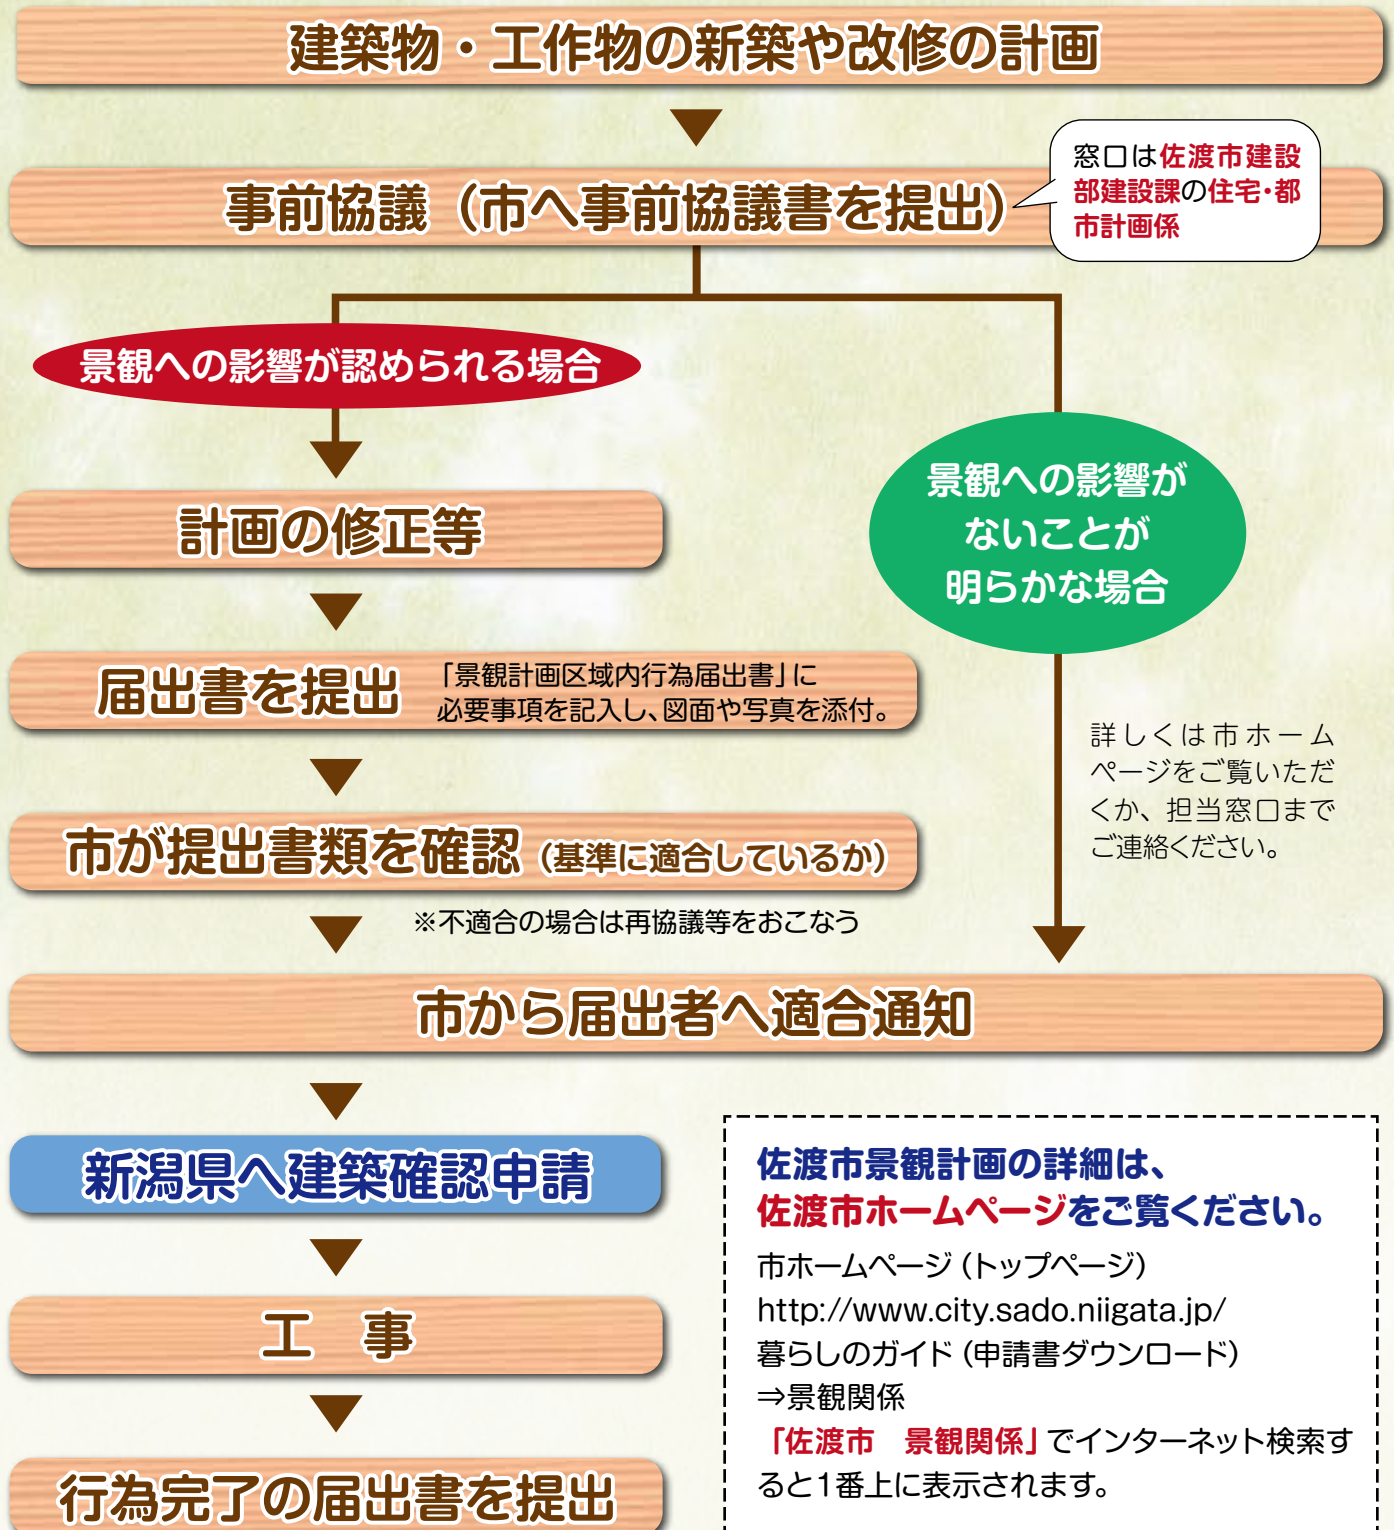 建築物・工作物の新築や改修の計画
事前協議（市へ事前協議書を提出）
窓口は佐渡市建設
部建設課の住宅・都
市計画係
景観への影響が認められる場合
景観への影響が
ないことが
明らかな場合
計画の修正等
届出書を提出
「景観計画区域内行為届出書」に
必要事項を記入し、図面や写真を添付。
詳しくは市ホーム
ページをご覧いただ
くか、担当窓口まで
ご連絡ください。
市が提出書類を確認（基準に適合しているか）
※不適合の場合は再協議等をおこなう
市から届出者へ適合通知
新潟県へ建築確認申請
工　事
行為完了の届出書を提出
佐渡市景観計画の詳細は、
佐渡市ホームページをご覧ください。
市ホームページ（トップページ）
http://www.city.sado.niigata.jp/
暮らしのガイド（申請書ダウンロード）
⇒景観関係
「佐渡市　景観関係」でインターネット検索す
ると1番上に表示されます。